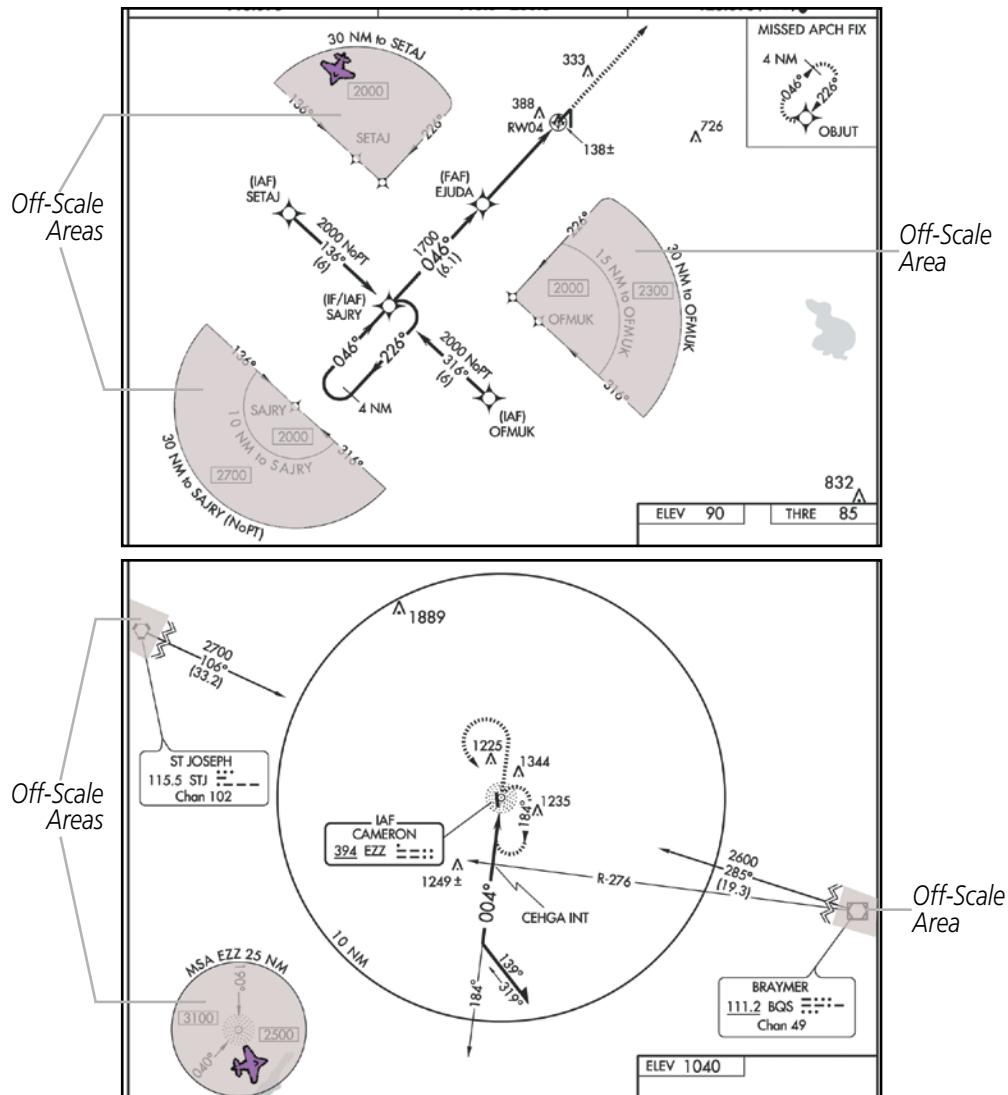 MISSED APCH FIX
4 NM
046°
226°
OBJUT
30 NM to SETAJ
2000
136°
SETAJ
226°
333
388
RW04
138±
726
Off-Scale
Areas
(IAF)
SETAJ
2000 NoPT
136°
(6)
(FAF)
EJUDA
1700
046°
(6.1)
(IF/IAF)
SAJRY
046°
226°
4 NM
2000 NoPT
316°
(6)
(IAF)
OFMUK
226°
15 NM to OFMUK
2000
2300
OFMUK
30 NM to OFMUK
316°
Off-Scale
Area
136°
SAJRY
2000
10 NM to SAJRY
316°
2700
30 NM to SAJRY (NoPT)
832
ELEV 90
THRE 85
1889
2700
106°
(33.2)
ST JOSEPH
115.5 STJ
Chan 102
Off-Scale
Areas
1225
1344
1235
184°
IAF
CAMERON
394 EZZ
1249 ±
R-276
004°
CEHGA INT
2600
285°
(19.3)
Off-Scale
Area
10 NM
139°
319°
184°
BRAYMER
111.2 BQS
Chan 49
MSA EZZ 25 NM
190°
3100
2500
040°
ELEV 1040